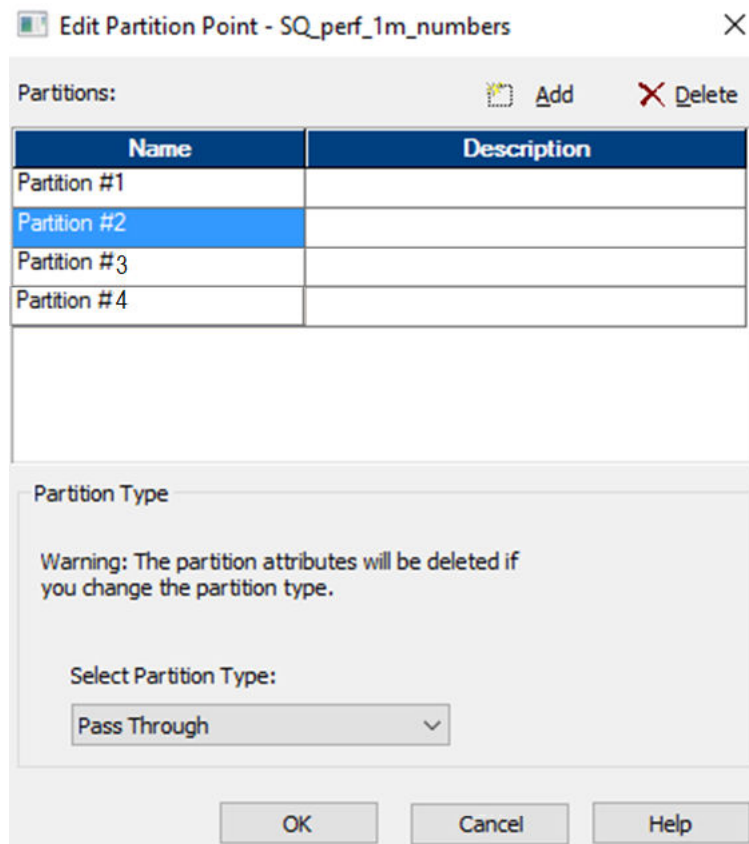 Edit Partition Point - SQ_perf_1m_numbers
Partitions:
Add
Delete
Name Description
Partition #1
Partition #2
Partition #3
Partition #4
Partition Type
Warning: The partition attributes will be deleted if
you change the partition type.
Select Partition Type:
Pass Through
OK Cancel Help